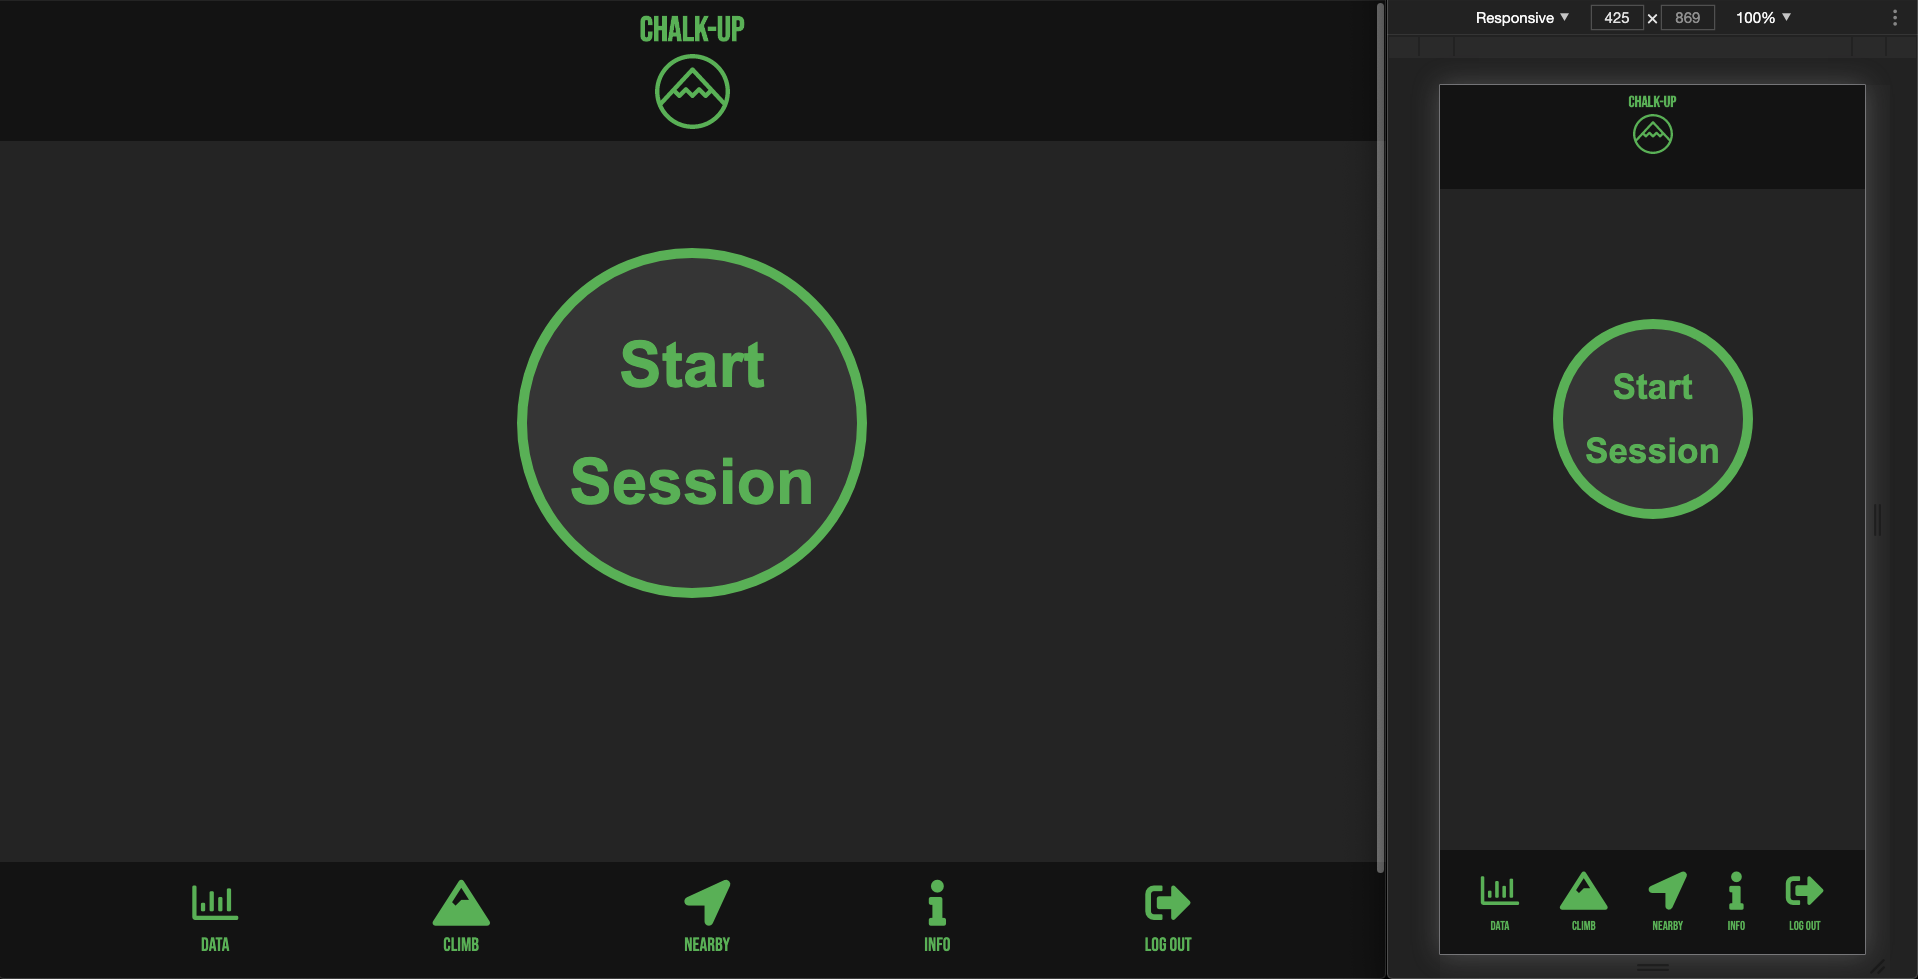 CHALK-UP
Start
Session
DATA
CLIMB
NEARBY
INFO
LOG OUT
Responsive
425 × 869
100%
CHALK-UP
Start
Session
DATA
CLIMB
NEARBY
INFO
LOG OUT